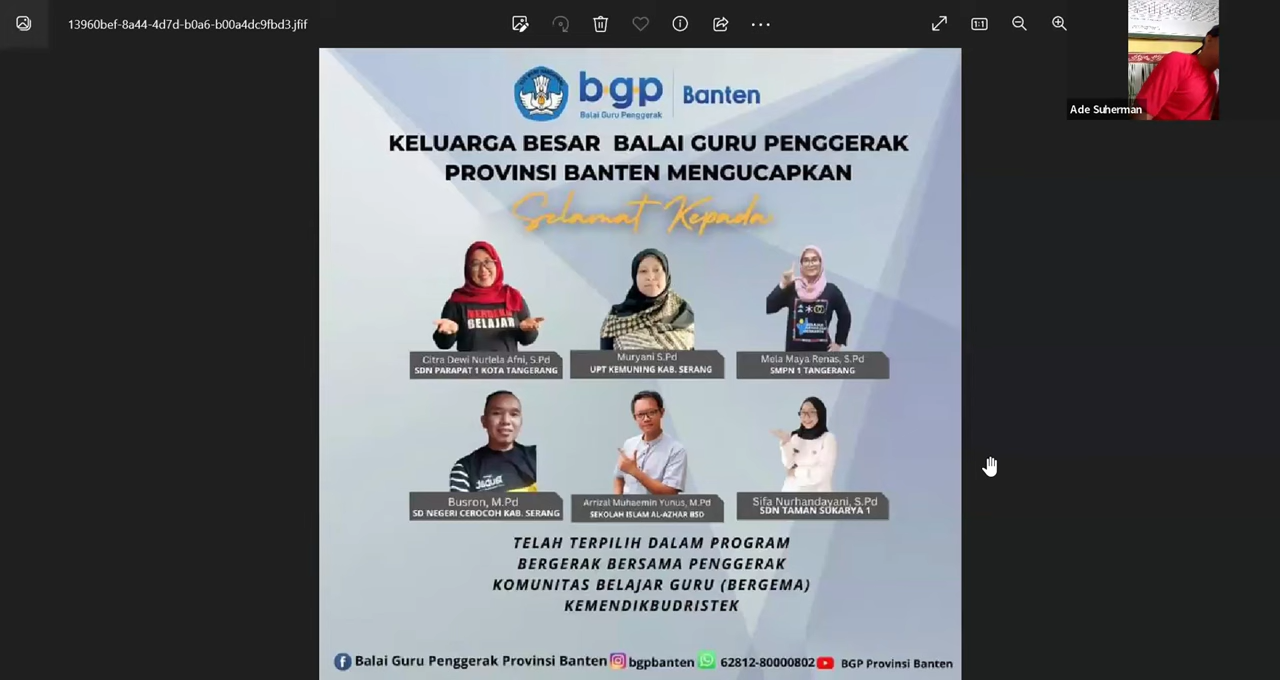 13960bef-8a44-4d7d-b0a6-b00a4dc9fbd3.jfif
1:1
Ade Suherman
bgp Banten
Balai Guru Penggerak
KELUARGA BESAR BALAI GURU PENGGERAK
PROVINSI BANTEN MENGUCAPKAN
Selamat Kepada
BERGERAK
BELAJAR
Citra Dewi Nurlela Afni, S.Pd
SDN PARAPAT 1 KOTA TANGERANG
Muryani S.Pd
UPT KEMUNING KAB. SERANG
Mela Maya Renas, S.Pd
SMPN 1 TANGERANG
Busron, M.Pd
SD NEGERI CEROCOH KAB. SERANG
Arrizal Muhaemin Yunus, M.Pd
SEKOLAH ISLAM AL-AZHAR BSD
Sifa Nurhandayani, S.Pd
SDN TAMAN SUKARYA 1
TELAH TERPILIH DALAM PROGRAM
BERGERAK BERSAMA PENGGERAK
KOMUNITAS BELAJAR GURU (BERGEMA)
KEMENDIKBUDRISTEK
Balai Guru Penggerak Provinsi Banten bgpbanten 62812-80000802 BGP Provinsi Banten